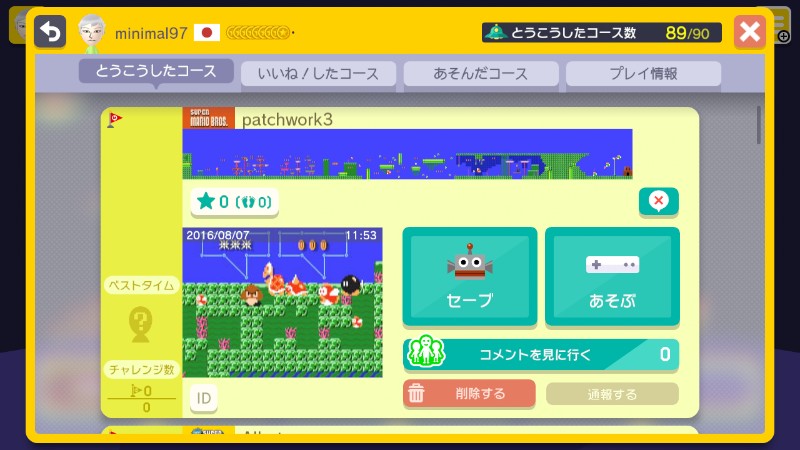 minimal97
とうこうしたコース数 89/90
とうこうしたコース
いいね！したコース
あそんだコース
プレイ情報
SUPER
MARIO BROS.
patchwork3
0 (0)
2016/08/07 11:53
ベストタイム
?
セーブ
あそぶ
チャレンジ数
0
0
コメントを見に行く 0
ID
削除する
通報する